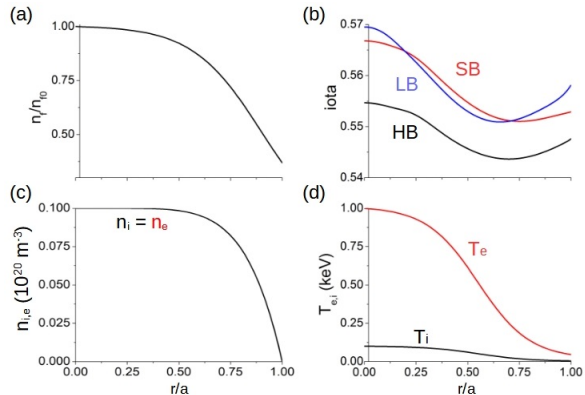 (a)
1.00
0.75
0.50
n_f/n_f0
(b)
0.57
0.56
0.55
0.54
iota
SB
LB
HB
(c)
0.100
0.075
0.050
0.025
0.000
n_i,e (10^20 m^-3)
n_i = n_e
0.00 0.25 0.50 0.75 1.00
r/a
(d)
1.00
0.75
0.50
0.25
0.00
T_e,i (keV)
T_e
T_i
0.00 0.25 0.50 0.75 1.00
r/a